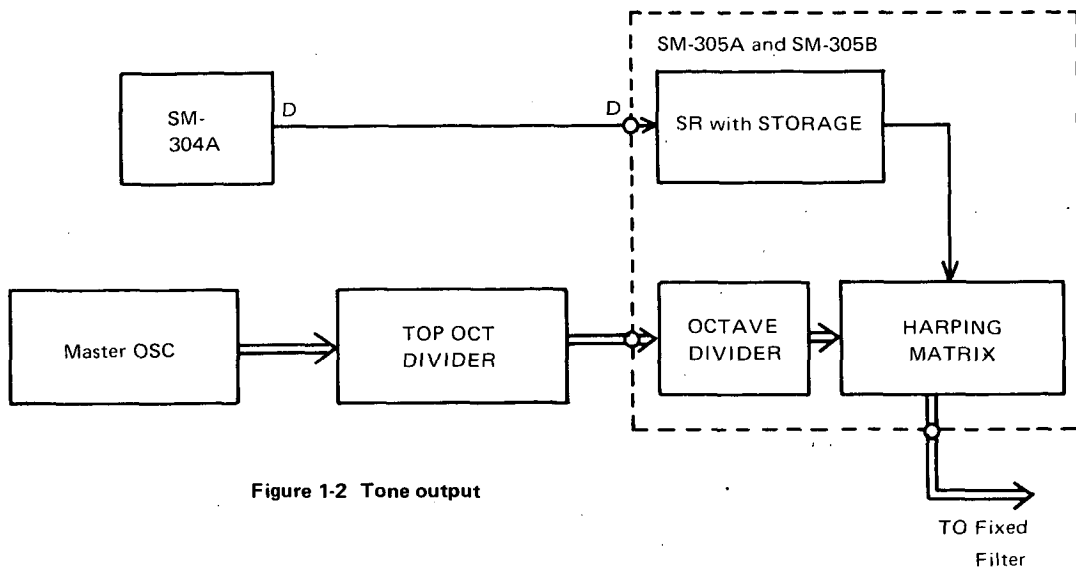 SM-305A and SM-305B
SM-
304A
D
D
SR with STORAGE
Master OSC
TOP OCT
DIVIDER
OCTAVE
DIVIDER
HARPING
MATRIX
Figure 1-2 Tone output
TO Fixed
Filter